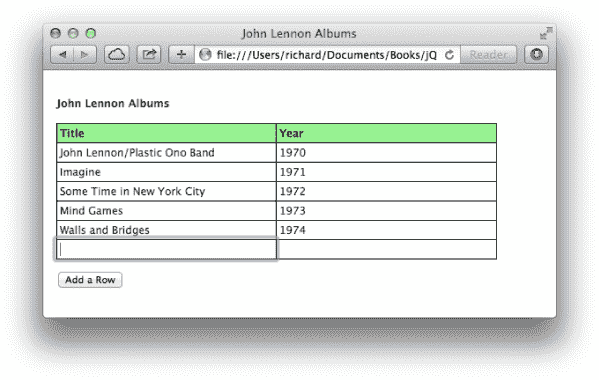 John Lennon Albums
file:///Users/richard/Documents/Books/jQ
Reader
John Lennon Albums
Title Year
John Lennon/Plastic Ono Band 1970
Imagine 1971
Some Time in New York City 1972
Mind Games 1973
Walls and Bridges 1974
Add a Row